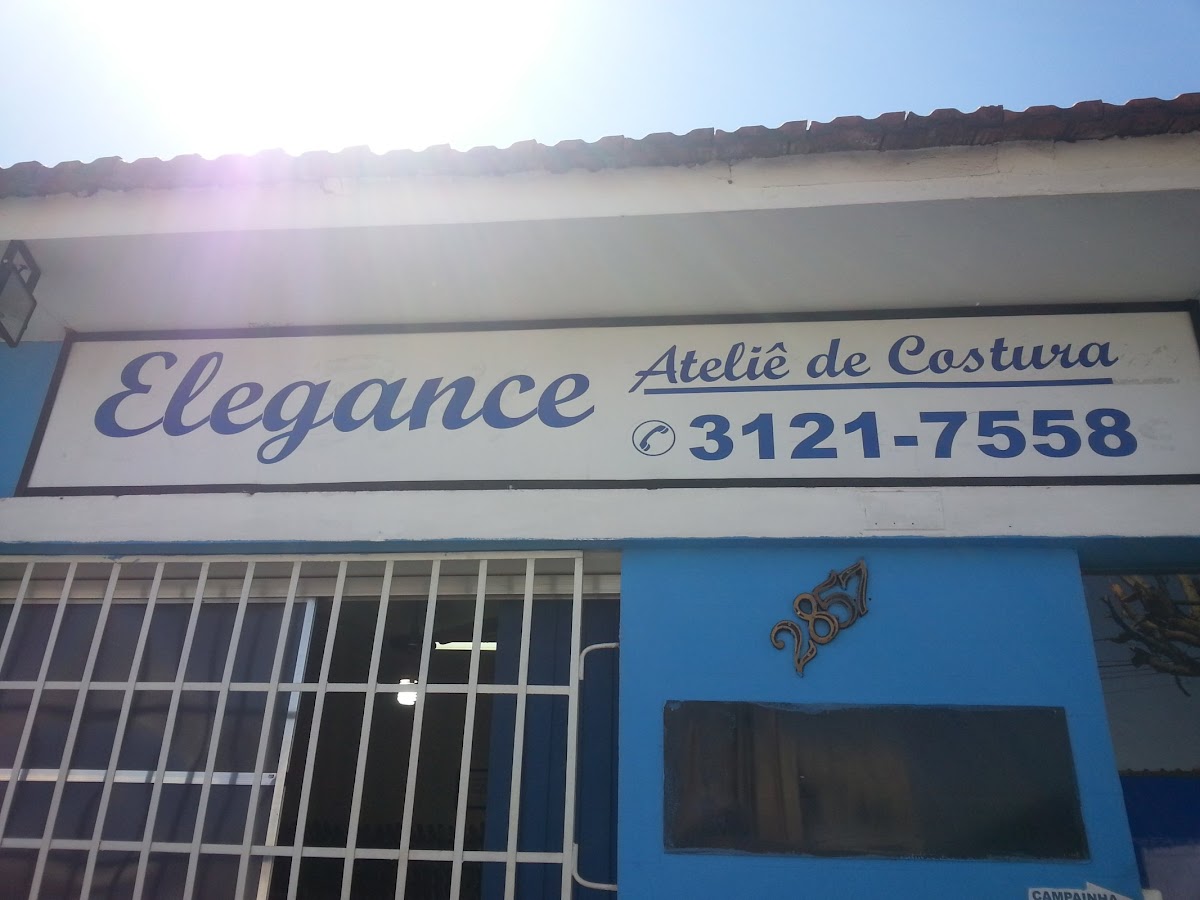 Elegance
Ateliê de Costura
3121-7558
2857
CAMPAINHA